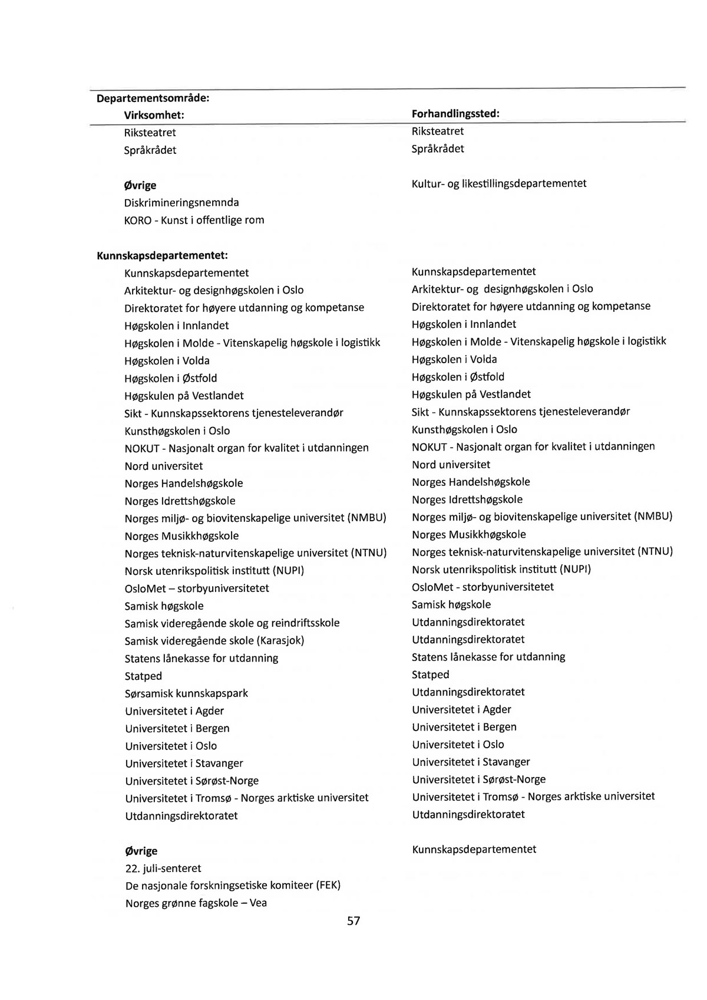 Departementsområde:
Virksomhet: Forhandlingssted:
Riksteatret Riksteatret
Språkrådet Språkrådet
Øvrige Kultur- og likestillingsdepartementet
Diskrimineringsnemnda
KORO - Kunst i offentlige rom
Kunnskapsdepartementet:
Kunnskapsdepartementet Kunnskapsdepartementet
Arkitektur- og designhøgskolen i Oslo Arkitektur- og designhøgskolen i Oslo
Direktoratet for høyere utdanning og kompetanse Direktoratet for høyere utdanning og kompetanse
Høgskolen i Innlandet Høgskolen i Innlandet
Høgskolen i Molde - Vitenskapelig høgskole i logistikk Høgskolen i Molde - Vitenskapelig høgskole i logistikk
Høgskolen i Volda Høgskolen i Volda
Høgskolen i Østfold Høgskolen i Østfold
Høgskulen på Vestlandet Høgskulen på Vestlandet
Sikt - Kunnskapssektorens tjenesteleverandør Sikt - Kunnskapssektorens tjenesteleverandør
Kunsthøgskolen i Oslo Kunsthøgskolen i Oslo
NOKUT - Nasjonalt organ for kvalitet i utdanningen NOKUT - Nasjonalt organ for kvalitet i utdanningen
Nord universitet Nord universitet
Norges Handelshøgskole Norges Handelshøgskole
Norges Idrettshøgskole Norges Idrettshøgskole
Norges miljø- og biovitenskapelige universitet (NMBU) Norges miljø- og biovitenskapelige universitet (NMBU)
Norges Musikkhøgskole Norges Musikkhøgskole
Norges teknisk-naturvitenskapelige universitet (NTNU) Norges teknisk-naturvitenskapelige universitet (NTNU)
Norsk utenrikspolitisk institutt (NUPI) Norsk utenrikspolitisk institutt (NUPI)
OsloMet – storbyuniversitetet OsloMet - storbyuniversitetet
Samisk høgskole Samisk høgskole
Samisk videregående skole og reindriftsskole Utdanningsdirektoratet
Samisk videregående skole (Karasjok) Utdanningsdirektoratet
Statens lånekasse for utdanning Statens lånekasse for utdanning
Statped Statped
Sørsamisk kunnskapspark Utdanningsdirektoratet
Universitetet i Agder Universitetet i Agder
Universitetet i Bergen Universitetet i Bergen
Universitetet i Oslo Universitetet i Oslo
Universitetet i Stavanger Universitetet i Stavanger
Universitetet i Sørøst-Norge Universitetet i Sørøst-Norge
Universitetet i Tromsø - Norges arktiske universitet Universitetet i Tromsø - Norges arktiske universitet
Utdanningsdirektoratet Utdanningsdirektoratet
Øvrige Kunnskapsdepartementet
22. juli-senteret
De nasjonale forskningsetiske komiteer (FEK)
Norges grønne fagskole – Vea
57